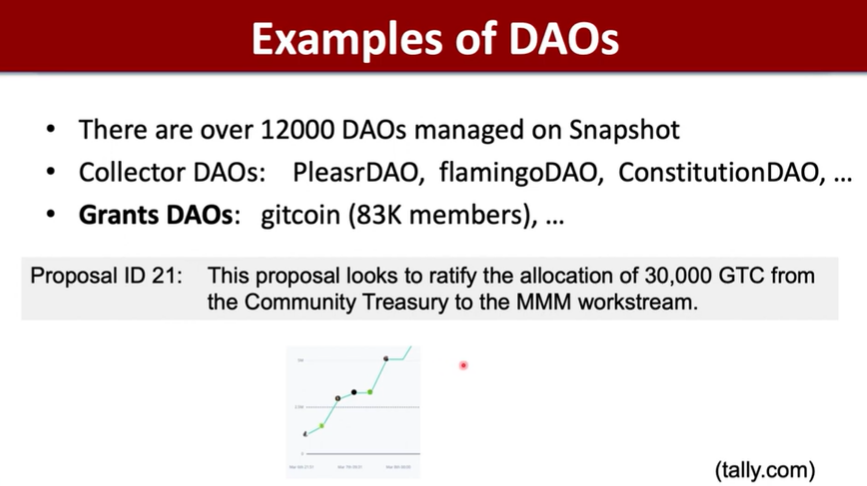 Examples of DAOs
• There are over 12000 DAOs managed on Snapshot
• Collector DAOs: PleasrDAO, flamingoDAO, ConstitutionDAO, ...
• Grants DAOs: gitcoin (83K members), ...
Proposal ID 21: This proposal looks to ratify the allocation of 30,000 GTC from
the Community Treasury to the MMM workstream.
(tally.com)